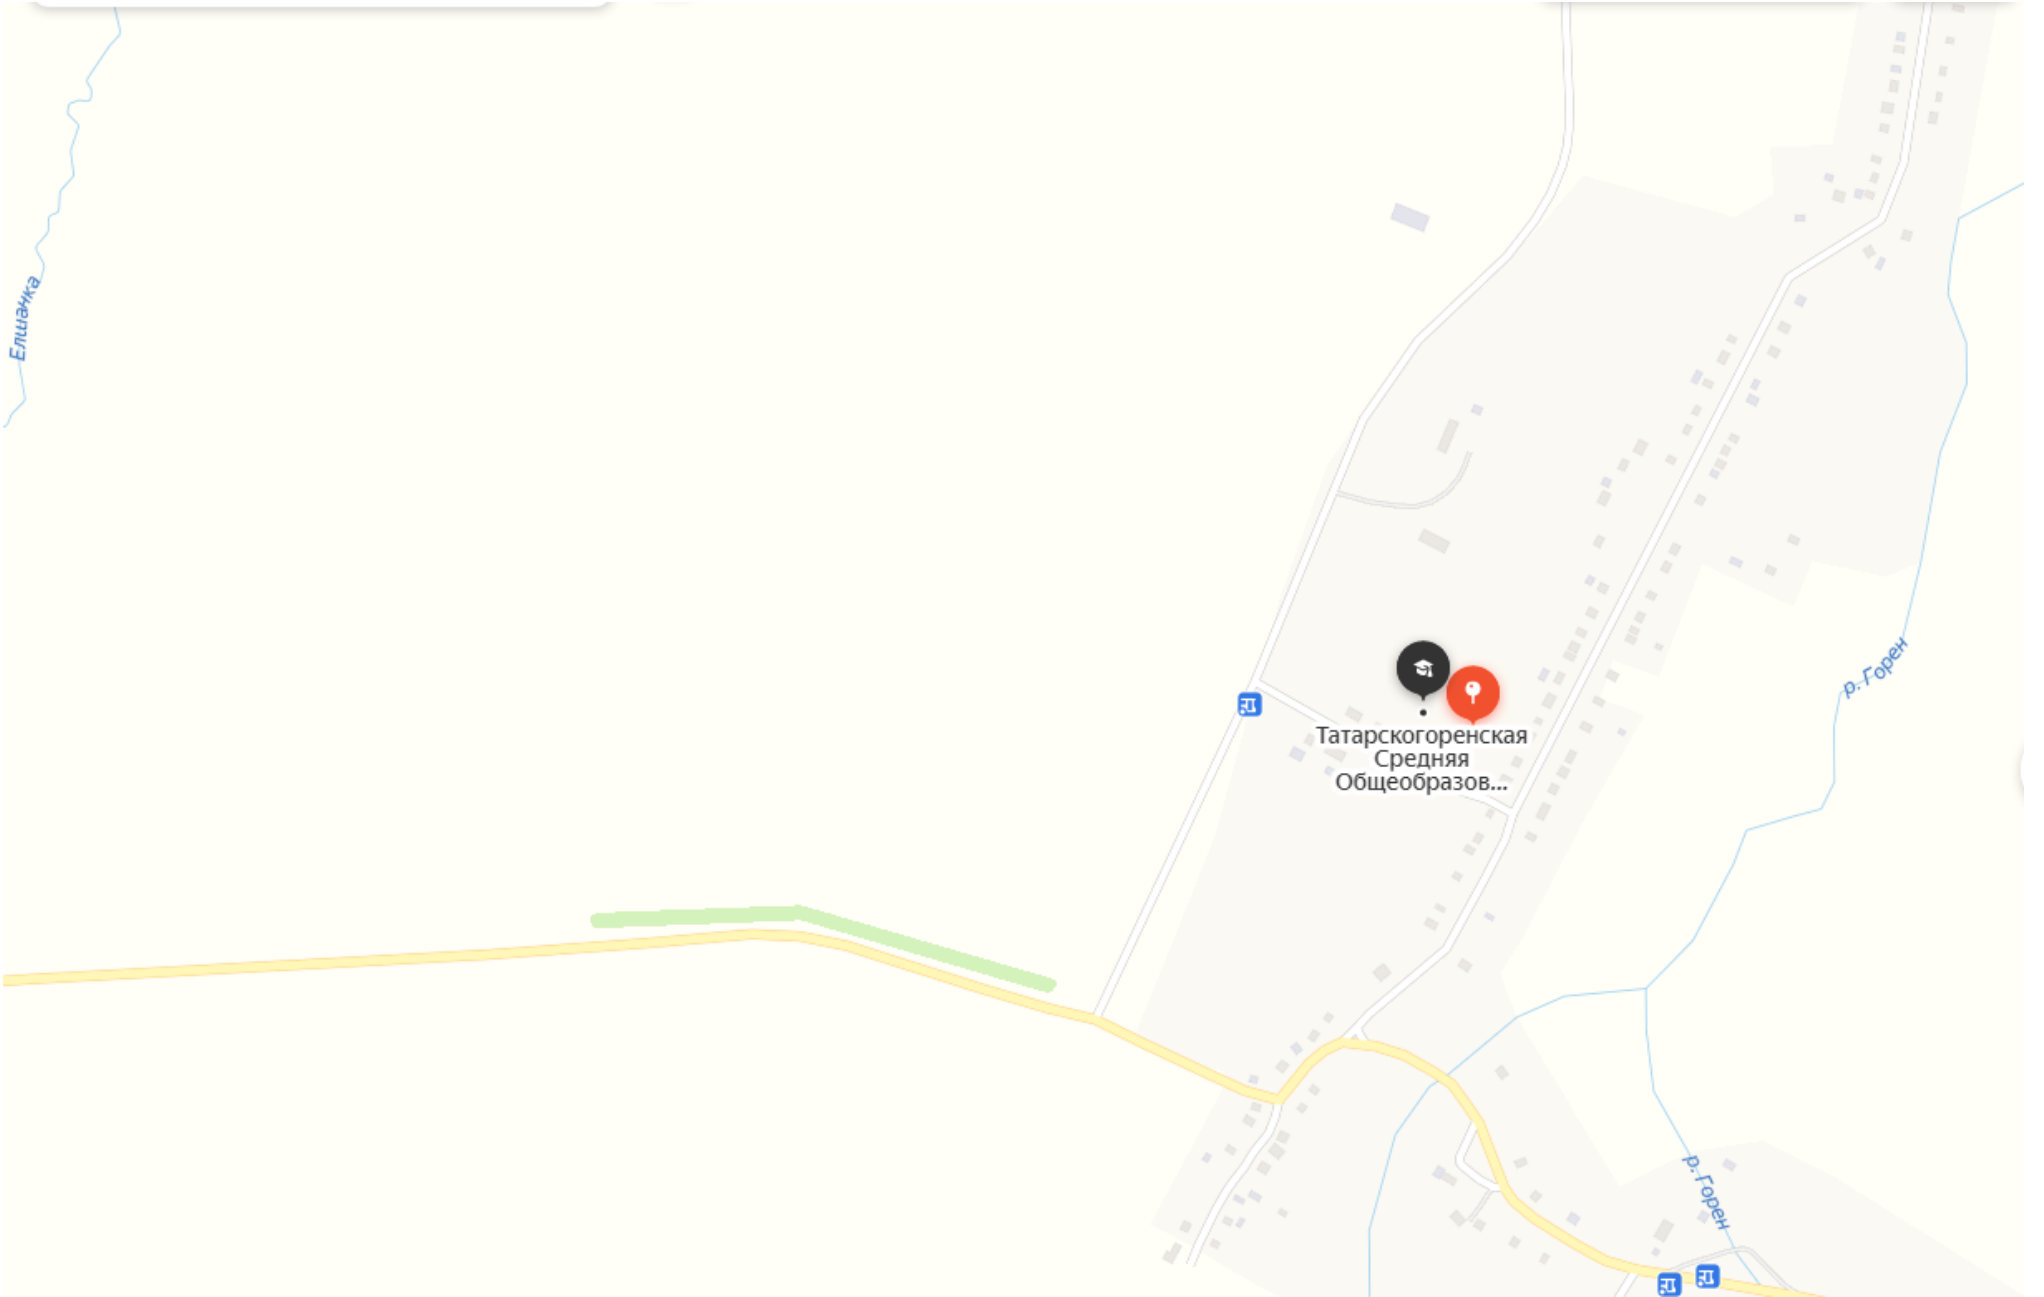 Елшанка
р. Горен
Татарскогоренская
Средняя
Общеобразов...
р. Горен